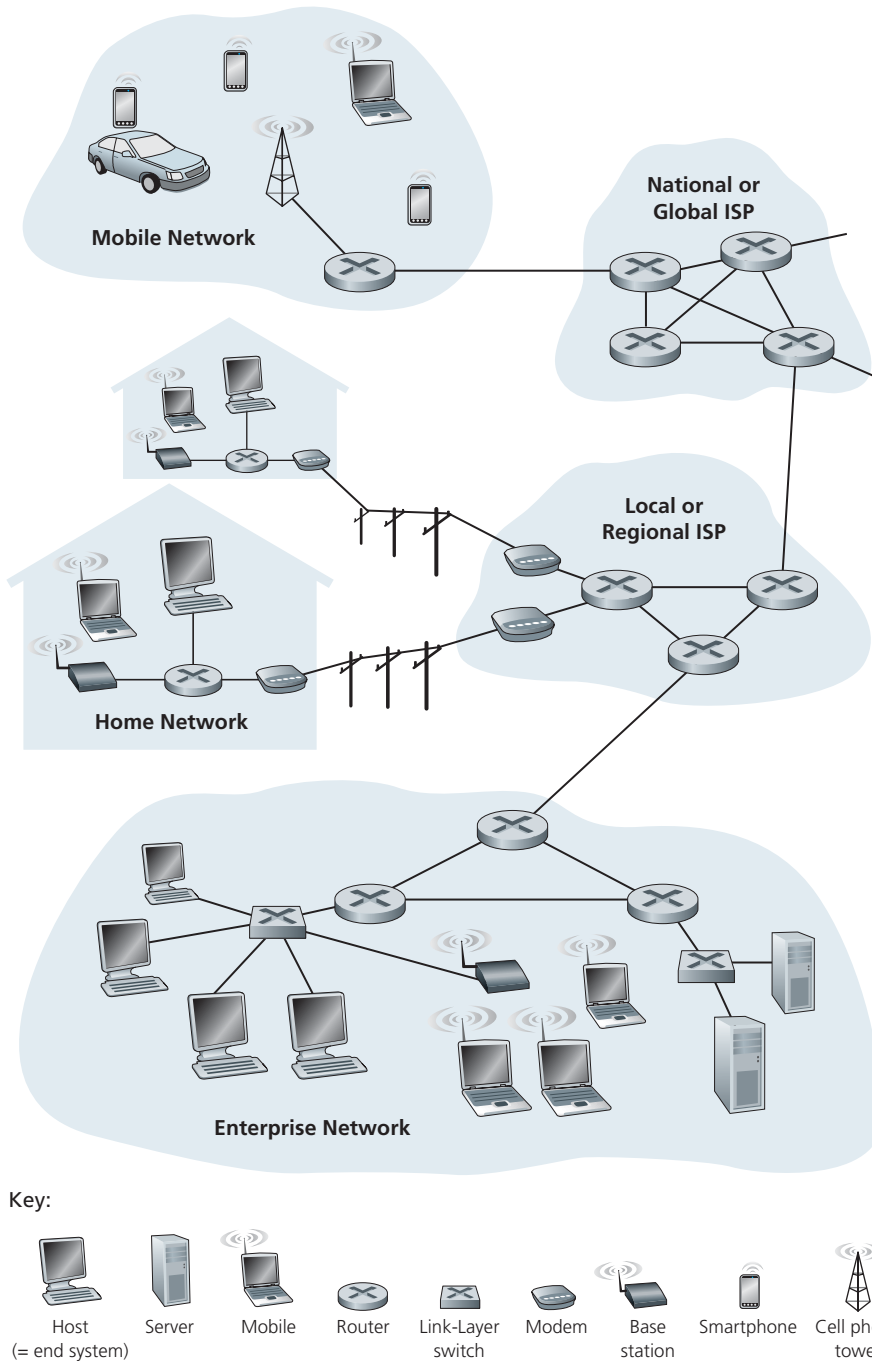 National or
Global ISP
Mobile Network
Local or
Regional ISP
Home Network
Enterprise Network
Key:
Host
(= end system)
Server
Mobile
Router
Link-Layer
switch
Modem
Base
station
Smartphone
Cell